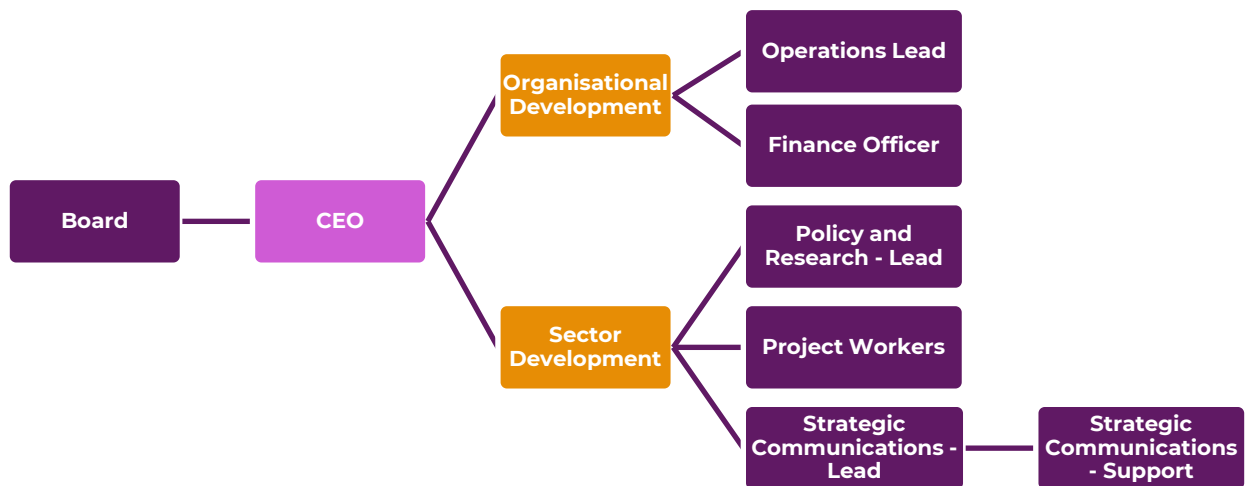 Board
CEO
Organisational
Development
Sector
Development
Operations Lead
Finance Officer
Policy and
Research - Lead
Project Workers
Strategic
Communications -
Lead
Strategic
Communications
- Support